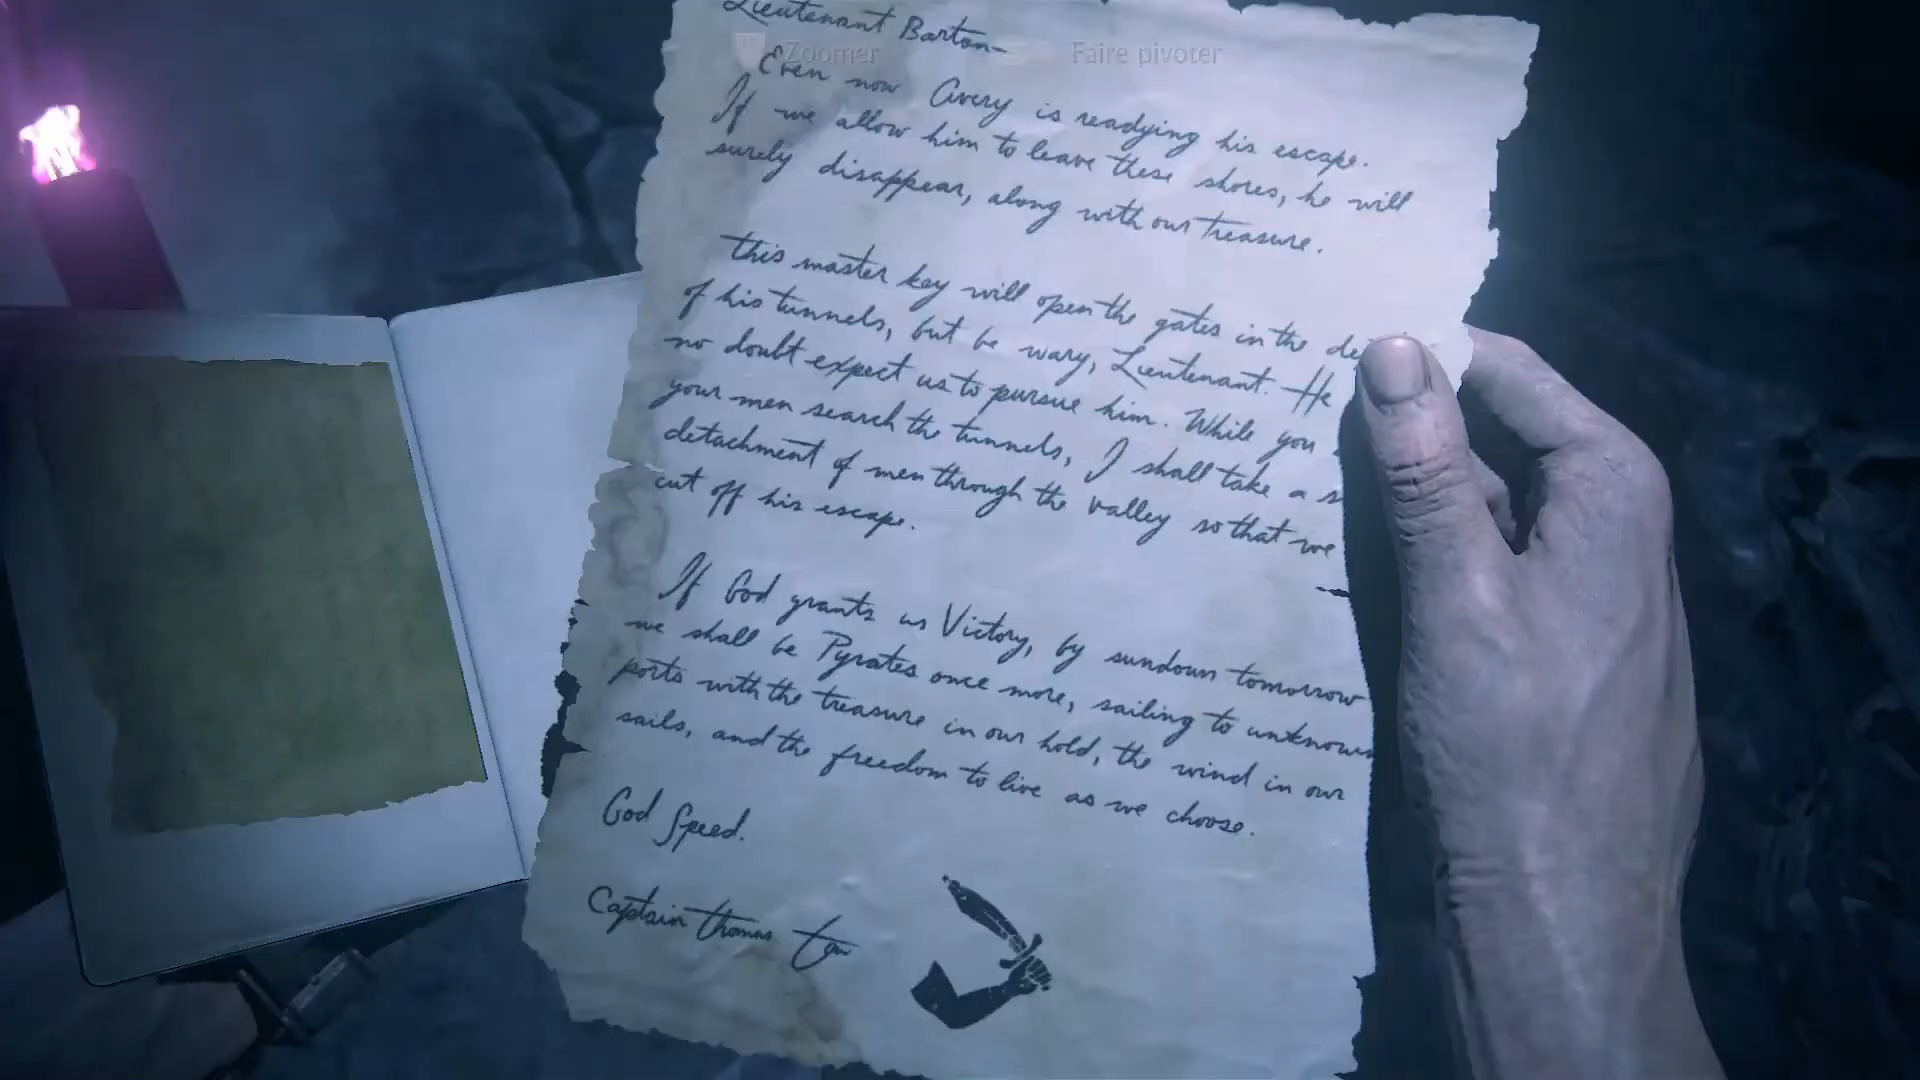 Lieutenant Barton-
Zoomer
Faire pivoter
Even now Avery is readying his escape.
If we allow him to leave these shores, he will
surely disappear, along with our treasure.
This master key will open the gates in the de
of his tunnels, but be wary, Lieutenant. He
no doubt expect us to pursue him. While you
your men search the tunnels, I shall take a s
detachment of men through the valley so that we
cut off his escape.
If God grants us Victory, by sundown tomorrow
we shall be Pyrates once more, sailing to unknown
ports with the treasure in our hold, the wind in our
sails, and the freedom to live as we choose.
God Speed.
Captain Thomas Tew